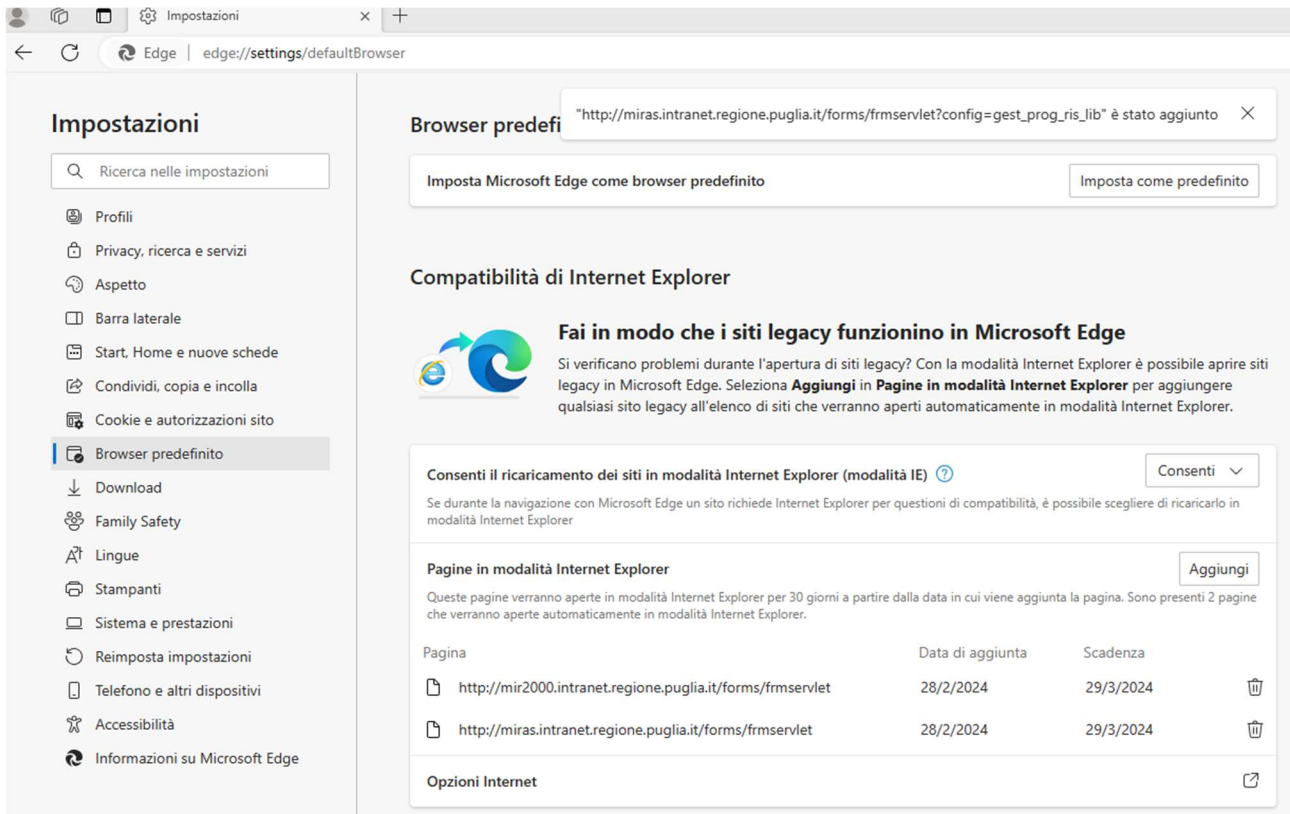 Impostazioni
Edge
edge://settings/defaultBrowser
Impostazioni
Ricerca nelle impostazioni
Profili
Privacy, ricerca e servizi
Aspetto
Barra laterale
Start, Home e nuove schede
Condividi, copia e incolla
Cookie e autorizzazioni sito
Browser predefinito
Download
Family Safety
Lingue
Stampanti
Sistema e prestazioni
Reimposta impostazioni
Telefono e altri dispositivi
Accessibilità
Informazioni su Microsoft Edge
Browser predefi
"http://miras.intranet.regione.puglia.it/forms/frmservlet?config=gest_prog_ris_lib" è stato aggiunto
Imposta Microsoft Edge come browser predefinito
Imposta come predefinito
Compatibilità di Internet Explorer
Fai in modo che i siti legacy funzionino in Microsoft Edge
Si verificano problemi durante l'apertura di siti legacy? Con la modalità Internet Explorer è possibile aprire siti
legacy in Microsoft Edge. Seleziona Aggiungi in Pagine in modalità Internet Explorer per aggiungere
qualsiasi sito legacy all'elenco di siti che verranno aperti automaticamente in modalità Internet Explorer.
Consenti il ricaricamento dei siti in modalità Internet Explorer (modalità IE)
Consenti
Se durante la navigazione con Microsoft Edge un sito richiede Internet Explorer per questioni di compatibilità, è possibile scegliere di ricaricarlo in
modalità Internet Explorer
Pagine in modalità Internet Explorer
Aggiungi
Queste pagine verranno aperte in modalità Internet Explorer per 30 giorni a partire dalla data in cui viene aggiunta la pagina. Sono presenti 2 pagine
che verranno aperte automaticamente in modalità Internet Explorer.
Pagina Data di aggiunta Scadenza
http://mir2000.intranet.regione.puglia.it/forms/frmservlet 28/2/2024 29/3/2024
http://miras.intranet.regione.puglia.it/forms/frmservlet 28/2/2024 29/3/2024
Opzioni Internet